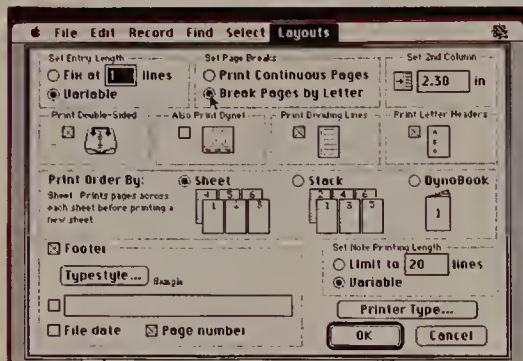 File Edit Record Find Select Layouts
Set Entry Length
Fix at 1 lines
Variable
Set Page Breaks
Print Continuous Pages
Break Pages by Letter
Set 2nd Column
2.38 in
Print Double-Sided
Also Print Dynel
Print Dividing Lines
Print Letter Headers
Print Order By:
Sheet
Stack
DynoBook
Sheet Prints pages across
each sheet before printing a
new sheet
Footer
Typestyle...
Sample
File date
Page number
Set Note Printing Length
Limit to 20 lines
Variable
Printer Type...
OK
Cancel